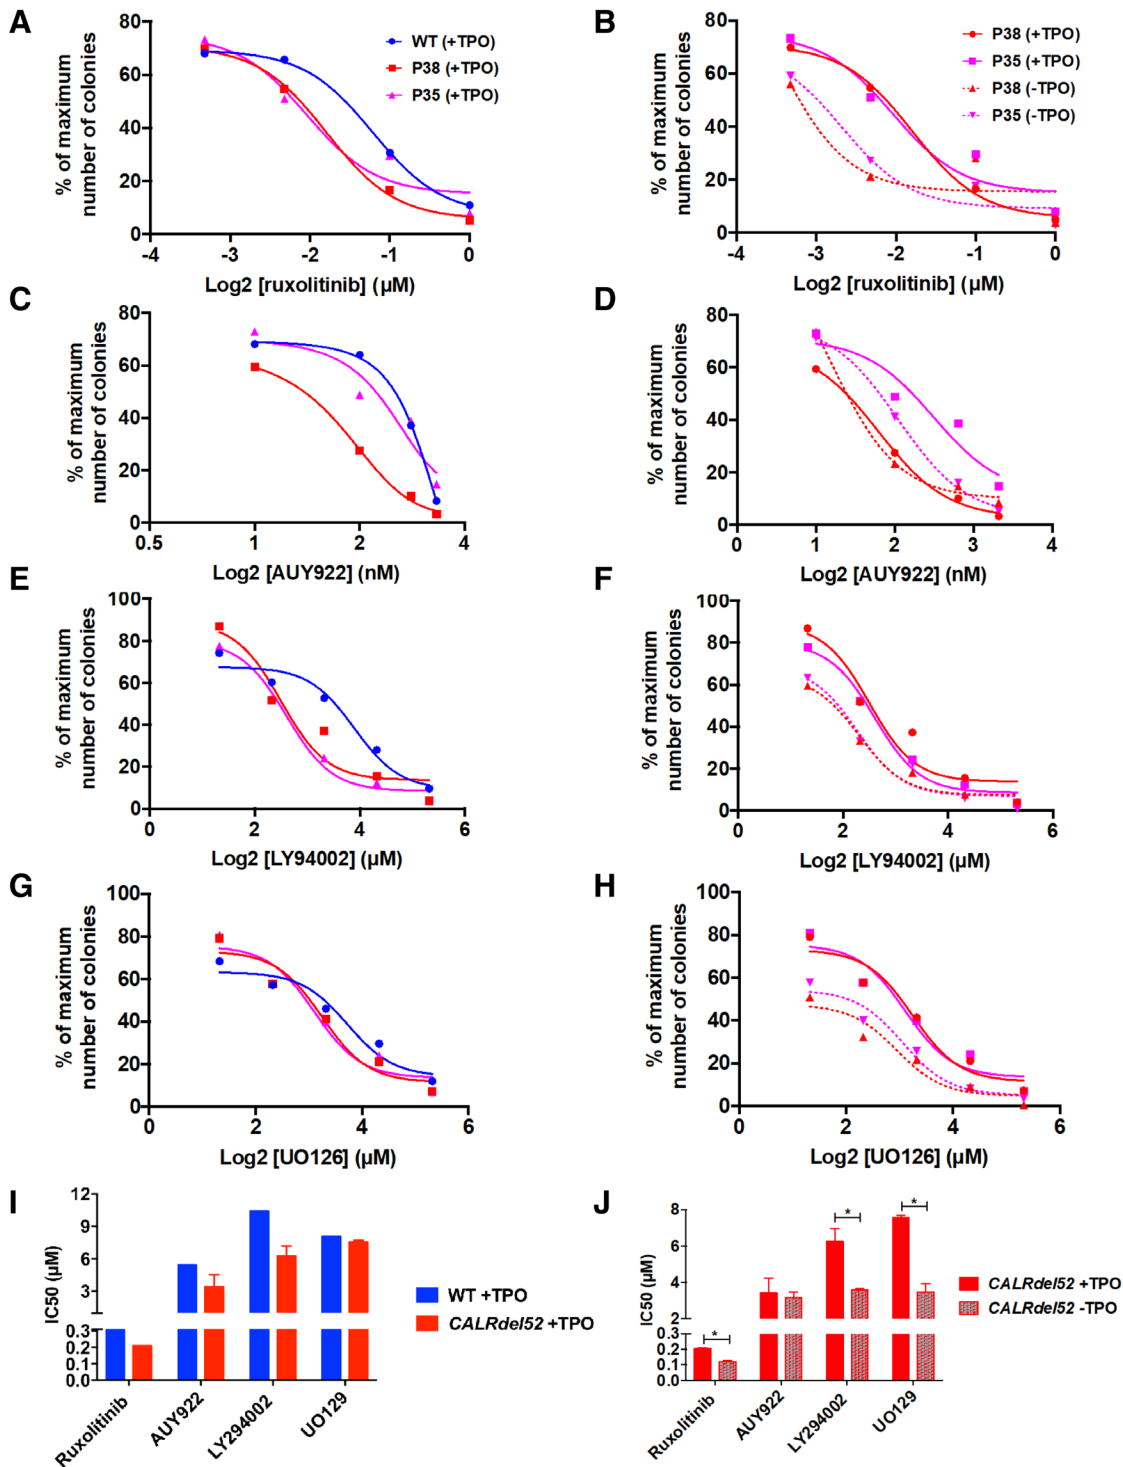 A
% of maximum
number of colonies
80
60
40
20
0
-4
-3
-2
-1
0
Log2 [ruxolitinib] (µM)
WT (+TPO)
P38 (+TPO)
P35 (+TPO)
B
% of maximum
number of colonies
80
60
40
20
0
-4
-3
-2
-1
0
Log2 [ruxolitinib] (µM)
P38 (+TPO)
P35 (+TPO)
P38 (-TPO)
P35 (-TPO)
C
% of maximum
number of colonies
80
60
40
20
0
0.5
1
2
4
Log2 [AUY922] (nM)
D
% of maximum
number of colonies
80
60
40
20
0
0
1
2
3
4
Log2 [AUY922] (nM)
E
% of maximum
number of colonies
100
80
60
40
20
0
0
2
4
6
Log2 [LY94002] (µM)
F
% of maximum
number of colonies
100
80
60
40
20
0
0
2
4
6
Log2 [LY94002] (µM)
G
% of maximum
number of colonies
100
80
60
40
20
0
0
2
4
6
Log2 [UO126] (µM)
H
% of maximum
number of colonies
100
80
60
40
20
0
0
2
4
6
Log2 [UO126] (µM)
I
IC50 (µM)
12
9
6
3
0.3
0.2
0.1
0.0
Ruxolitinib
AUY922
LY294002
UO129
WT +TPO
CALRdel52 +TPO
J
IC50 (µM)
8
6
4
2
0.3
0.2
0.1
0.0
*
*
*
Ruxolitinib
AUY922
LY294002
UO129
CALRdel52 +TPO
CALRdel52 -TPO